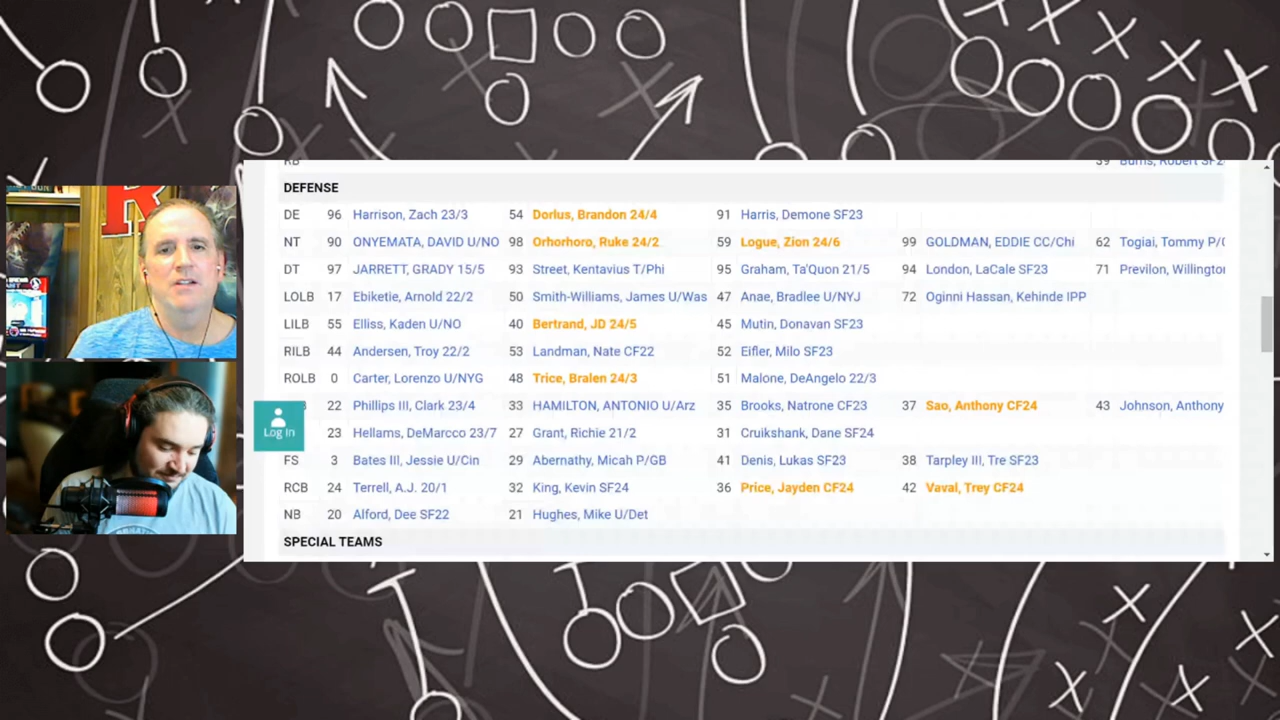 RB 39 Burns, Robert SF2
DEFENSE
DE 96 Harrison, Zach 23/3 54 Dorlus, Brandon 24/4 91 Harris, Demone SF23
NT 90 ONYEMATA, DAVID U/NO 98 Orhorhoro, Ruke 24/2 59 Logue, Zion 24/6 99 GOLDMAN, EDDIE CC/Chi 62 Togiai, Tommy P/
DT 97 JARRETT, GRADY 15/5 93 Street, Kentavius T/Phi 95 Graham, Ta'Quon 21/5 94 London, LaCale SF23 71 Previlon, Willington
LOLB 17 Ebiketie, Arnold 22/2 50 Smith-Williams, James U/Was 47 Anae, Bradlee U/NYJ 72 Oginni Hassan, Kehinde IPP
LILB 55 Elliss, Kaden U/NO 40 Bertrand, JD 24/5 45 Mutin, Donavan SF23
RILB 44 Andersen, Troy 22/2 53 Landman, Nate CF22 52 Eifler, Milo SF23
ROLB 0 Carter, Lorenzo U/NYG 48 Trice, Bralen 24/3 51 Malone, DeAngelo 22/3
22 Phillips III, Clark 23/4 33 HAMILTON, ANTONIO U/Arz 35 Brooks, Natrone CF23 37 Sao, Anthony CF24 43 Johnson, Anthony
23 Hellams, DeMarcco 23/7 27 Grant, Richie 21/2 31 Cruikshank, Dane SF24
FS 3 Bates III, Jessie U/Cin 29 Abernathy, Micah P/GB 41 Denis, Lukas SF23 38 Tarpley III, Tre SF23
RCB 24 Terrell, A.J. 20/1 32 King, Kevin SF24 36 Price, Jayden CF24 42 Vaval, Trey CF24
NB 20 Alford, Dee SF22 21 Hughes, Mike U/Det
SPECIAL TEAMS
Log In
R